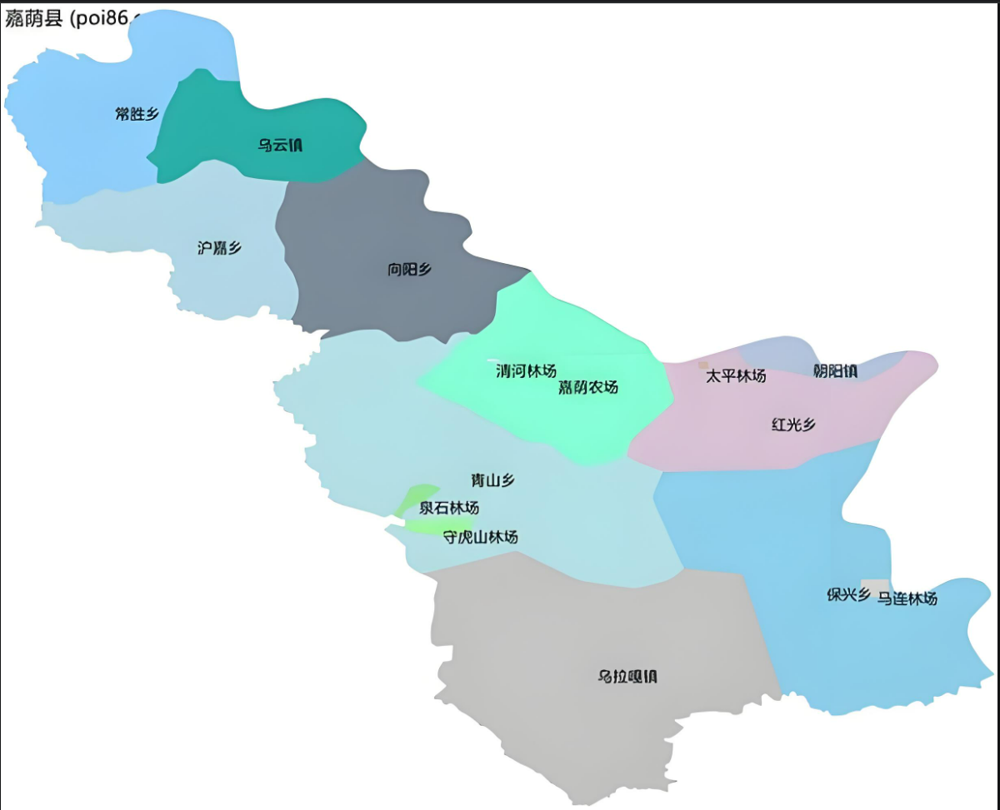 嘉荫县 (poi86.
常胜乡
乌云镇
沪嘉乡
向阳乡
清河林场
嘉荫农场
太平林场
朝阳镇
红光乡
青山乡
泉石林场
守虎山林场
保兴乡
马连林场
乌拉嘎镇